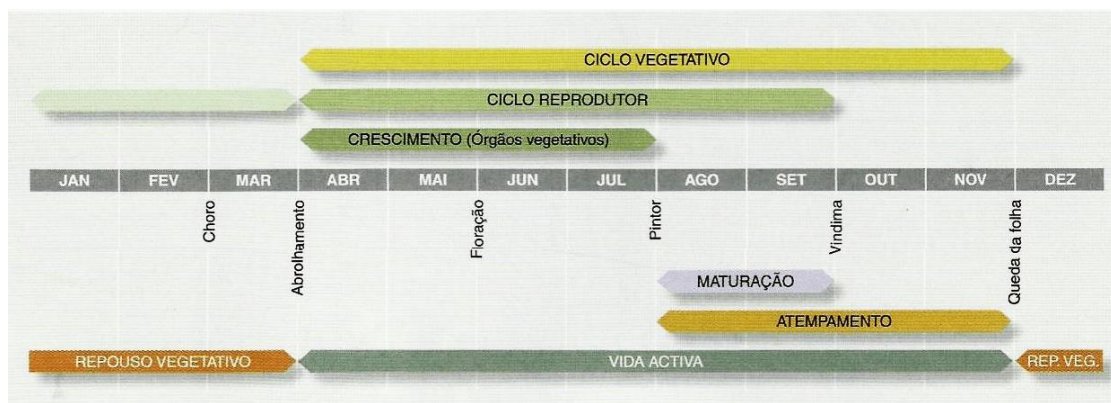 CICLO VEGETATIVO
CICLO REPRODUTOR
CRESCIMENTO (Órgãos vegetativos)
JAN FEV MAR ABR MAI JUN JUL AGO SET OUT NOV DEZ
Choro
Abrolhamento
Floração
Pintor
Vindima
Queda da folha
MATURAÇÃO
ATEMPAMENTO
REPOUSO VEGETATIVO VIDA ACTIVA REP. VEG.